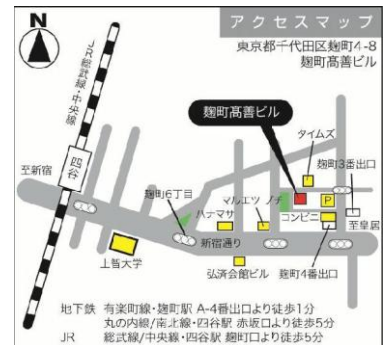 アクセスマップ
N
東京都千代田区麹町4-8
麹町髙善ビル
JR総武線・中央線
麹町髙善ビル
タイムズ
麹町3番出口
至新宿
四谷
麹町6丁目
マルエツ プチ
P
ハナマサ
コンビニ
至皇居
新宿通り
上智大学
弘済会館ビル
麹町4番出口
地下鉄 有楽町線・麹町駅 A-4番出口より徒歩1分
丸の内線/南北線・四谷駅 赤坂口より徒歩5分
JR 総武線/中央線・四谷駅 麹町口より徒歩5分